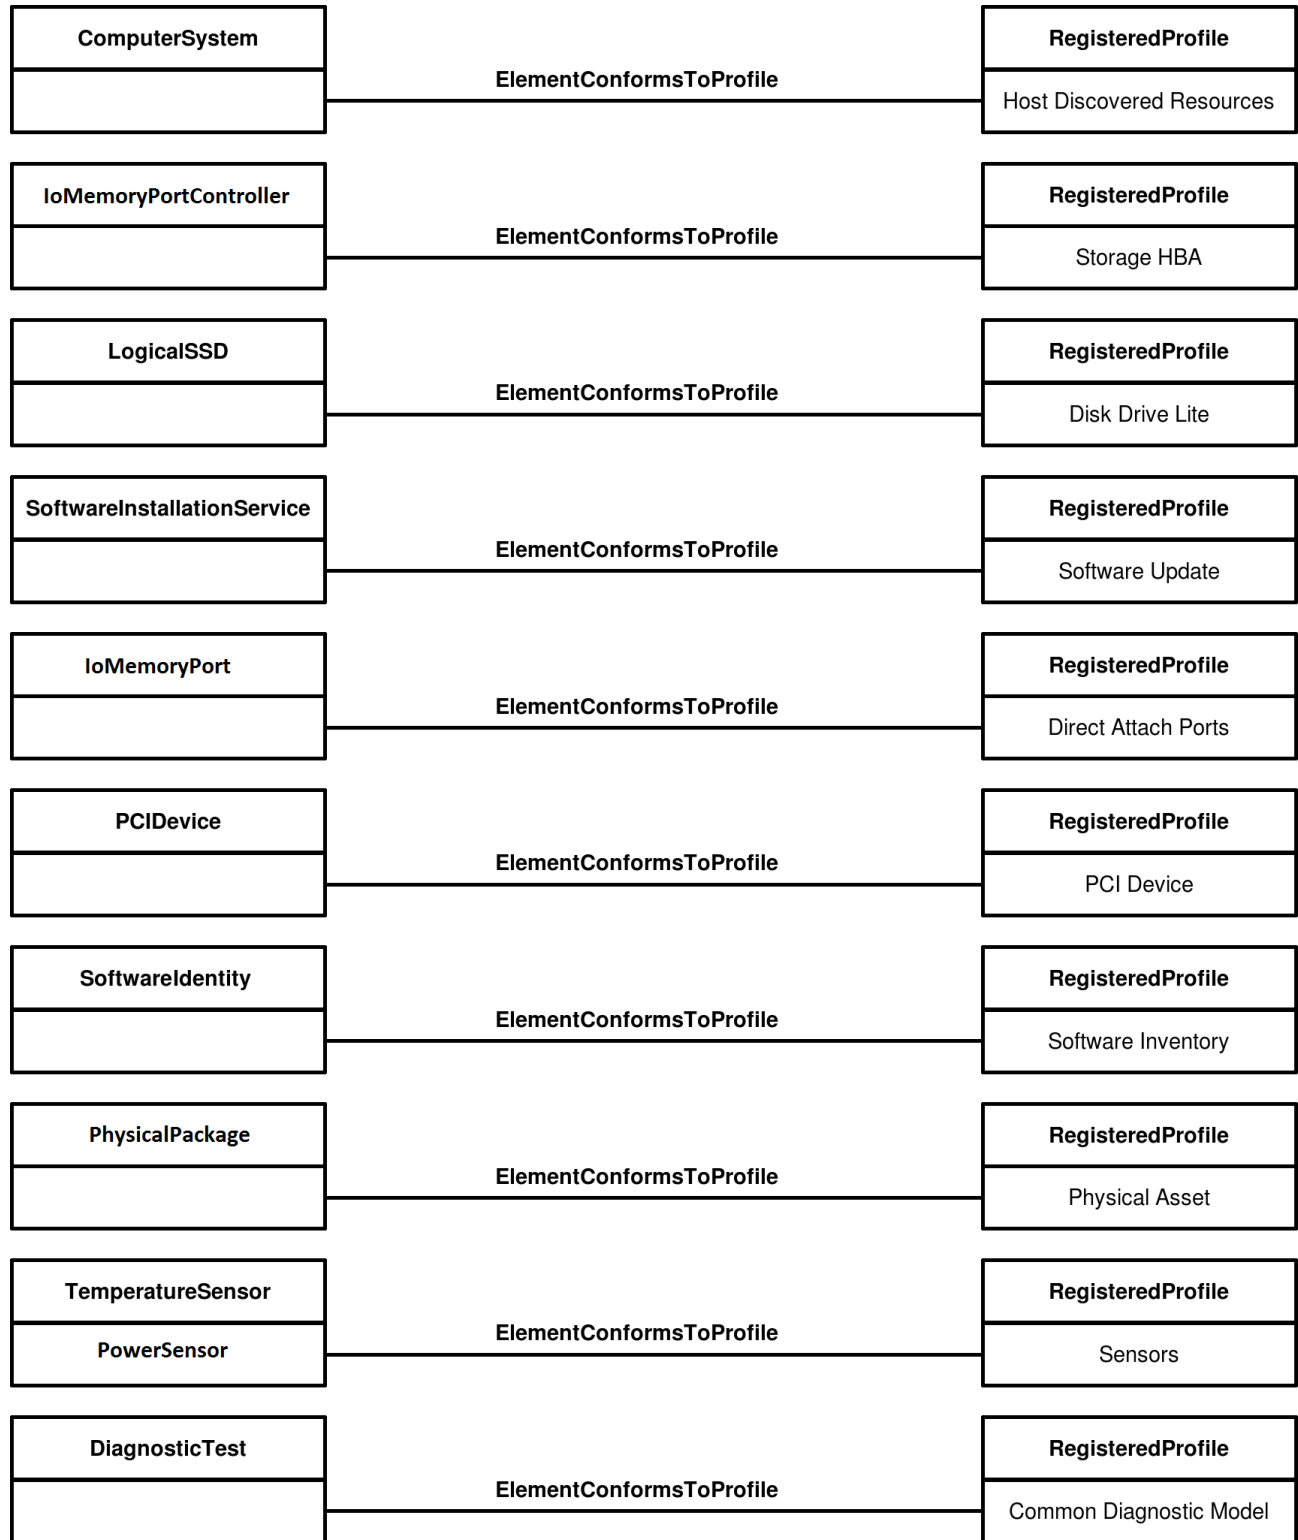 ComputerSystem
ElementConformsToProfile
RegisteredProfile
Host Discovered Resources
IoMemoryPortController
ElementConformsToProfile
RegisteredProfile
Storage HBA
LogicalSSD
ElementConformsToProfile
RegisteredProfile
Disk Drive Lite
SoftwareInstallationService
ElementConformsToProfile
RegisteredProfile
Software Update
IoMemoryPort
ElementConformsToProfile
RegisteredProfile
Direct Attach Ports
PCIDevice
ElementConformsToProfile
RegisteredProfile
PCI Device
SoftwareIdentity
ElementConformsToProfile
RegisteredProfile
Software Inventory
PhysicalPackage
ElementConformsToProfile
RegisteredProfile
Physical Asset
TemperatureSensor
PowerSensor
ElementConformsToProfile
RegisteredProfile
Sensors
DiagnosticTest
ElementConformsToProfile
RegisteredProfile
Common Diagnostic Model